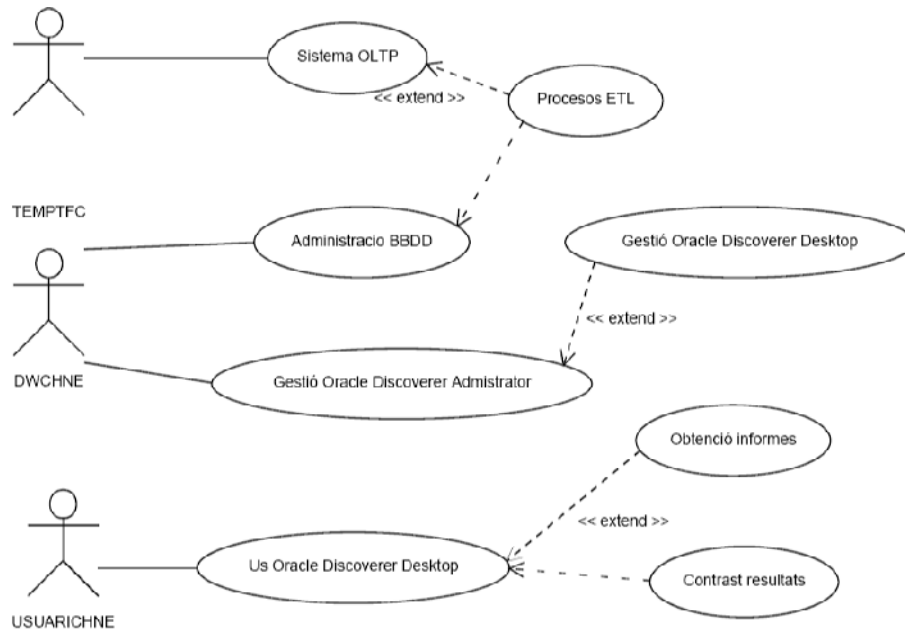 Sistema OLTP
<< extend >>
Procesos ETL
TEMPTFC
Administracio BBDD
Gestió Oracle Discoverer Desktop
<< extend >>
DWCHNE
Gestió Oracle Discoverer Admistrator
Obtenció informes
<< extend >>
Us Oracle Discoverer Desktop
Contrast resultats
USUARICHNE